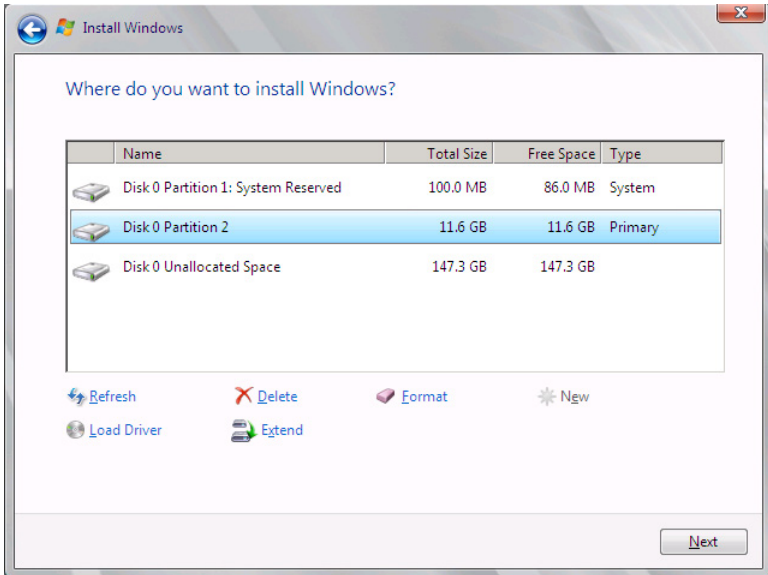 Install Windows
Where do you want to install Windows?
Name Total Size Free Space Type
Disk 0 Partition 1: System Reserved 100.0 MB 86.0 MB System
Disk 0 Partition 2 11.6 GB 11.6 GB Primary
Disk 0 Unallocated Space 147.3 GB 147.3 GB
Refresh Delete Format New
Load Driver Extend
Next